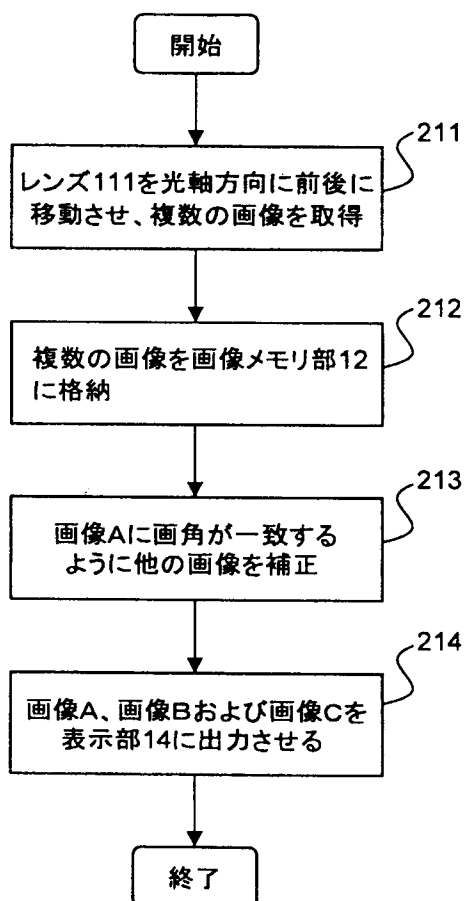 開始
211
レンズ111を光軸方向に前後に
移動させ、複数の画像を取得
212
複数の画像を画像メモリ部12
に格納
213
画像Aに画角が一致する
ように他の画像を補正
214
画像A、画像Bおよび画像Cを
表示部14に出力させる
終了